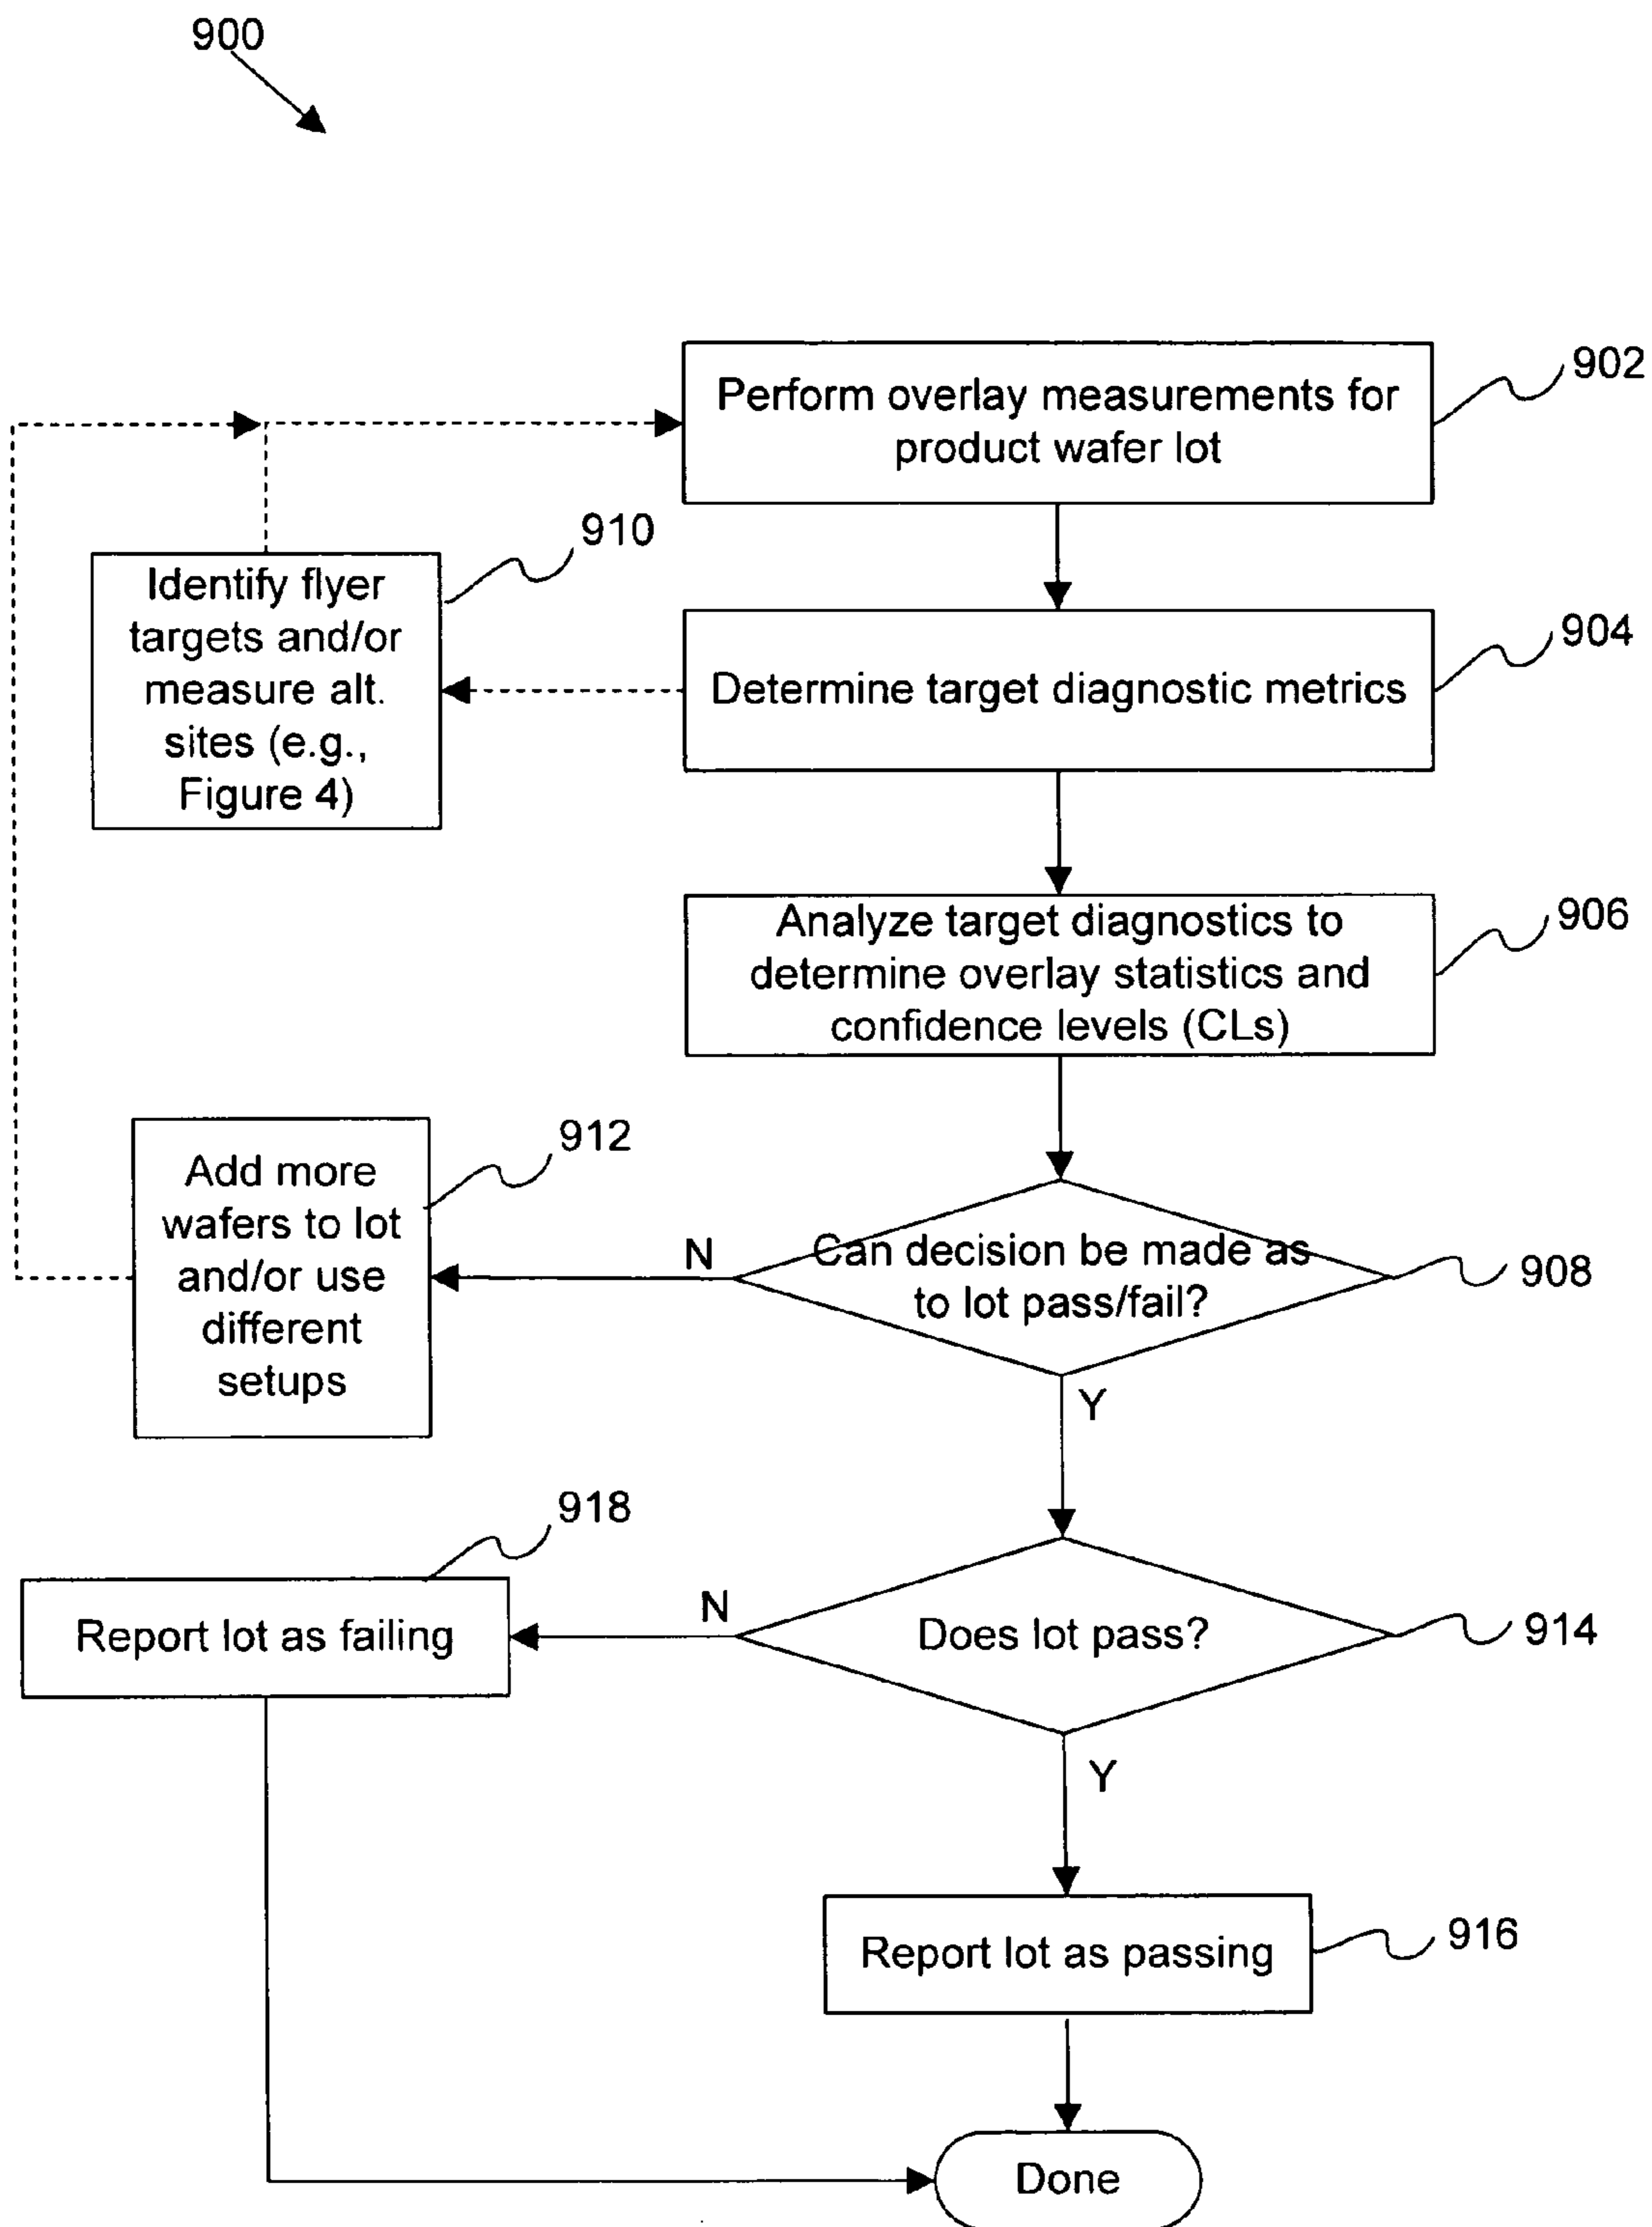 900
Perform overlay measurements for
product wafer lot
902
910
Identify flyer
targets and/or
measure alt.
sites (e.g.,
Figure 4)
Determine target diagnostic metrics
904
Analyze target diagnostics to
determine overlay statistics and
confidence levels (CLs)
906
912
Add more
wafers to lot
and/or use
different
setups
N
Can decision be made as
to lot pass/fail?
908
Y
918
Report lot as failing
N
Does lot pass?
914
Y
Report lot as passing
916
Done